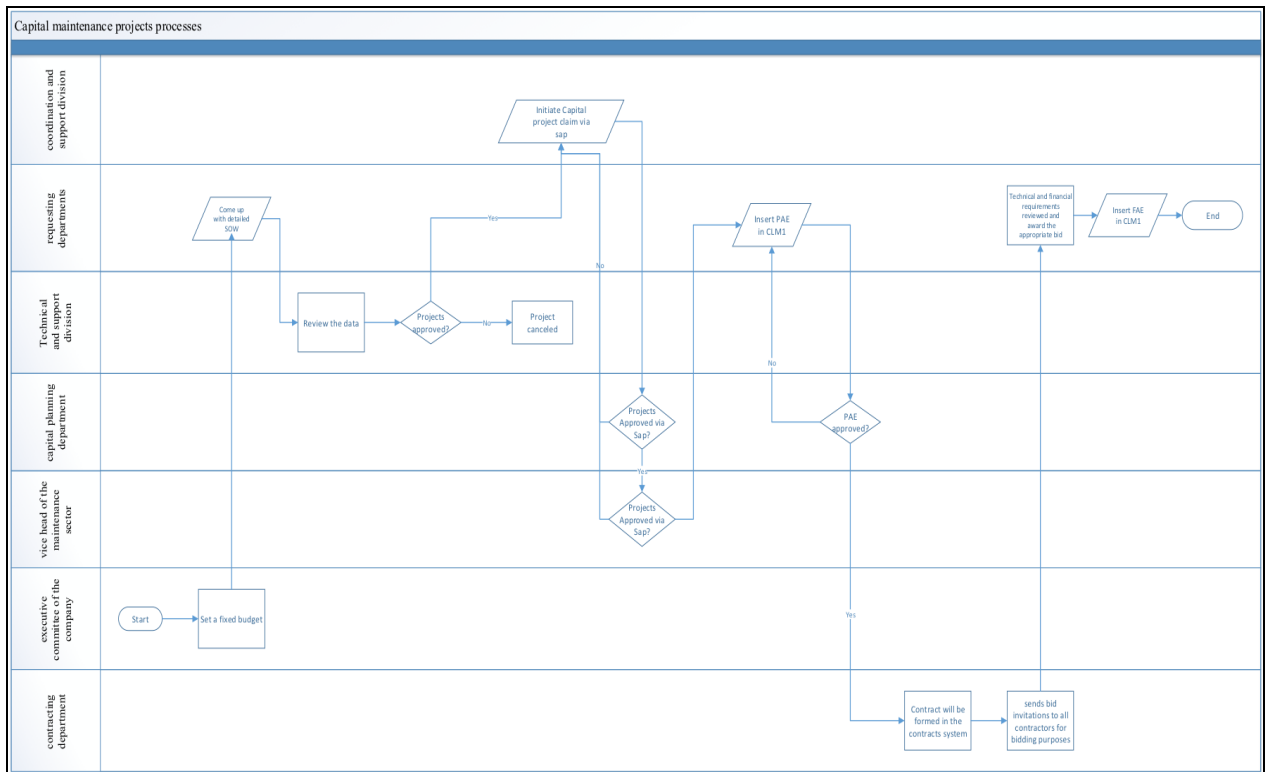 Capital maintenance projects processes
coordination and
support division
Initiate Capital
project claim via
sap
requesting
departments
Come up
with detailed
SOW
Yes
No
Insert PAE
in CLM1
Technical and financial
requirements
reviewed and
award the
appropriate bid
Insert FAE
in CLM1
End
Technical
and support
division
Review the data
Projects
approved?
No
Project
canceled
No
capital planning
department
Projects
Approved via
Sap?
PAE
approved?
Yes
vice head of the
maintenance
sector
Projects
Approved via
Sap?
executive
committee of the
company
Start
Set a fixed budget
Yes
contracting
department
Contract will be
formed in the
contracts system
sends bid
invitations to all
contractors for
bidding purposes